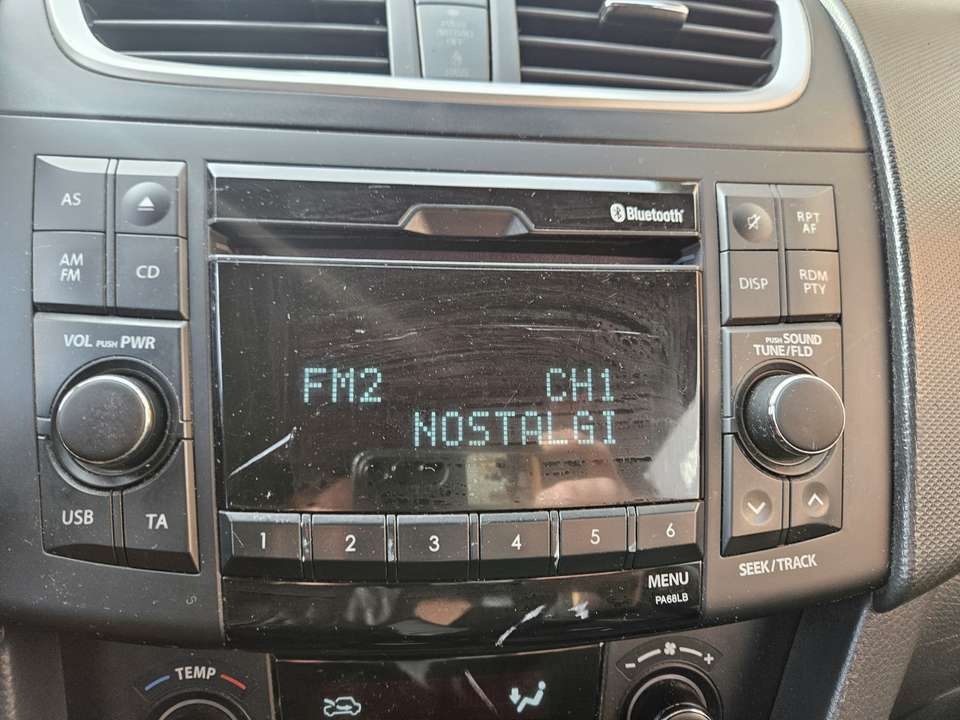 OFF
AS
Bluetooth
AM
FM
CD
RPT
AF
DISP
RDM
PTY
VOL PUSH PWR
PUSH SOUND
TUNE/FLD
FM2 CH1
NOSTALGI
USB
TA
1 2 3 4 5 6
SEEK/TRACK
MENU
PA68LB
TEMP
- +